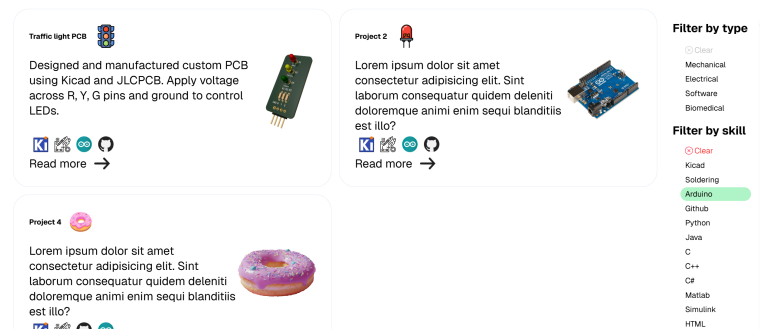 Traffic light PCB
Designed and manufactured custom PCB
using Kicad and JLCPCB. Apply voltage
across R, Y, G pins and ground to control
LEDs.
Ki
Read more
Project 2
Lorem ipsum dolor sit amet
consectetur adipisicing elit. Sint
laborum consequatur quidem deleniti
doloremque animi enim sequi blanditiis
est illo?
Ki
Read more
Project 4
Lorem ipsum dolor sit amet
consectetur adipisicing elit. Sint
laborum consequatur quidem deleniti
doloremque animi enim sequi blanditiis
est illo?
Filter by type
Clear
Mechanical
Electrical
Software
Biomedical
Filter by skill
Clear
Kicad
Soldering
Arduino
Github
Python
Java
C
C++
C#
Matlab
Simulink
HTML